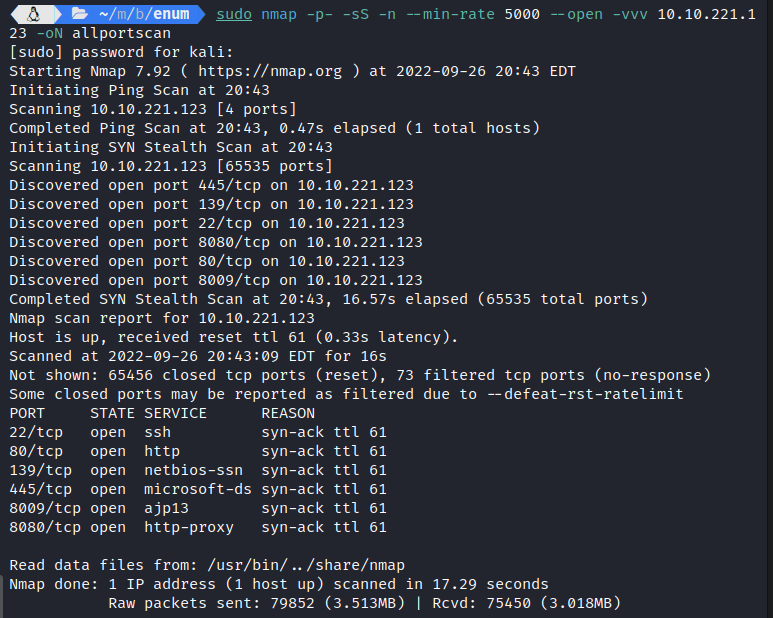 ~/m/b/enum sudo nmap -p- -sS -n --min-rate 5000 --open -vvv 10.10.221.1
23 -oN allportscan
[sudo] password for kali:
Starting Nmap 7.92 ( https://nmap.org ) at 2022-09-26 20:43 EDT
Initiating Ping Scan at 20:43
Scanning 10.10.221.123 [4 ports]
Completed Ping Scan at 20:43, 0.47s elapsed (1 total hosts)
Initiating SYN Stealth Scan at 20:43
Scanning 10.10.221.123 [65535 ports]
Discovered open port 445/tcp on 10.10.221.123
Discovered open port 139/tcp on 10.10.221.123
Discovered open port 22/tcp on 10.10.221.123
Discovered open port 8080/tcp on 10.10.221.123
Discovered open port 80/tcp on 10.10.221.123
Discovered open port 8009/tcp on 10.10.221.123
Completed SYN Stealth Scan at 20:43, 16.57s elapsed (65535 total ports)
Nmap scan report for 10.10.221.123
Host is up, received reset ttl 61 (0.33s latency).
Scanned at 2022-09-26 20:43:09 EDT for 16s
Not shown: 65456 closed tcp ports (reset), 73 filtered tcp ports (no-response)
Some closed ports may be reported as filtered due to --defeat-rst-ratelimit
PORT     STATE SERVICE      REASON
22/tcp   open  ssh          syn-ack ttl 61
80/tcp   open  http         syn-ack ttl 61
139/tcp  open  netbios-ssn  syn-ack ttl 61
445/tcp  open  microsoft-ds syn-ack ttl 61
8009/tcp open  ajp13        syn-ack ttl 61
8080/tcp open  http-proxy   syn-ack ttl 61

Read data files from: /usr/bin/../share/nmap
Nmap done: 1 IP address (1 host up) scanned in 17.29 seconds
           Raw packets sent: 79852 (3.513MB) | Rcvd: 75450 (3.018MB)